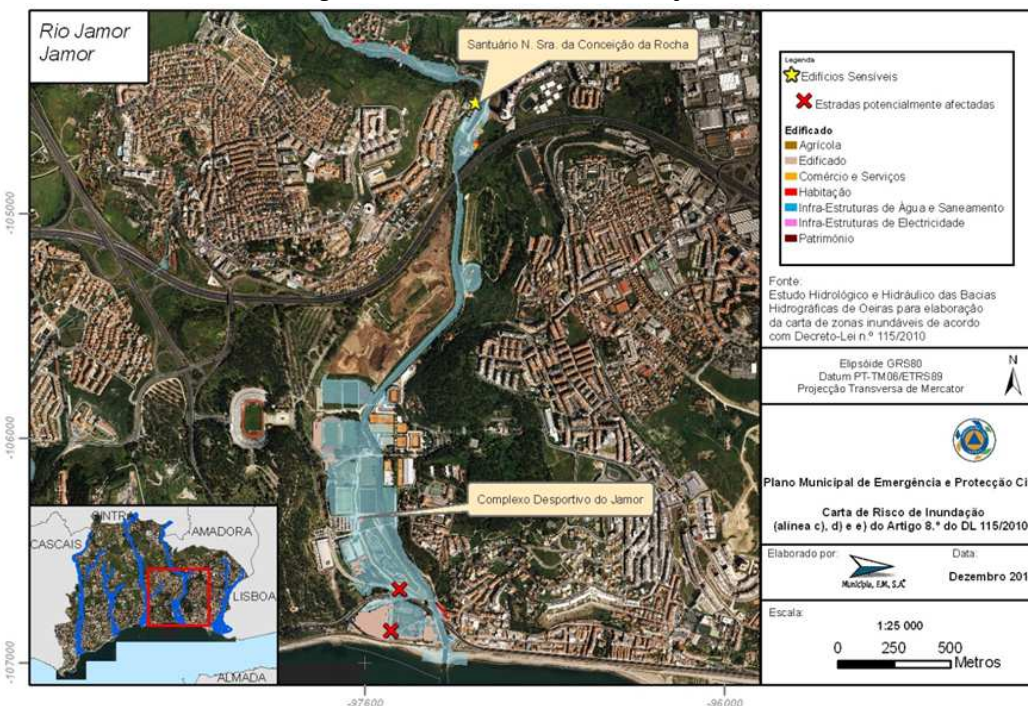 Rio Jamor
Jamor
Santuário N. Sra. da Conceição da Rocha
Complexo Desportivo do Jamor
-105000
-106000
-107000
-96000
SINTRA
AMADORA
CASCAIS
LISBOA
ALMADA
Legenda
Edifícios Sensíveis
Estradas potencialmente afectadas
Edificado
Agrícola
Edificado
Comércio e Serviços
Habitação
Infra-Estruturas de Água e Saneamento
Infra-Estruturas de Electricidade
Património
Fonte:
Estudo Hidrológico e Hidráulico das Bacias
Hidrográficas de Oeiras para elaboração
da carta de zonas inundáveis de acordo
com Decreto-Lei n.º 115/2010
Elipsóide GRS80
Datum PT-TM06/ETRS89
Projecção Transversa de Mercator
N
Plano Municipal de Emergência e Protecção Ci
Carta de Risco de Inundação
(alínea c), d) e e) do Artigo 8.º do DL 115/2010
Elaborado por:
Municípia, E.M., S.A.
Data:
Dezembro 201
Escala:
1:25 000
0 250 500
Metros